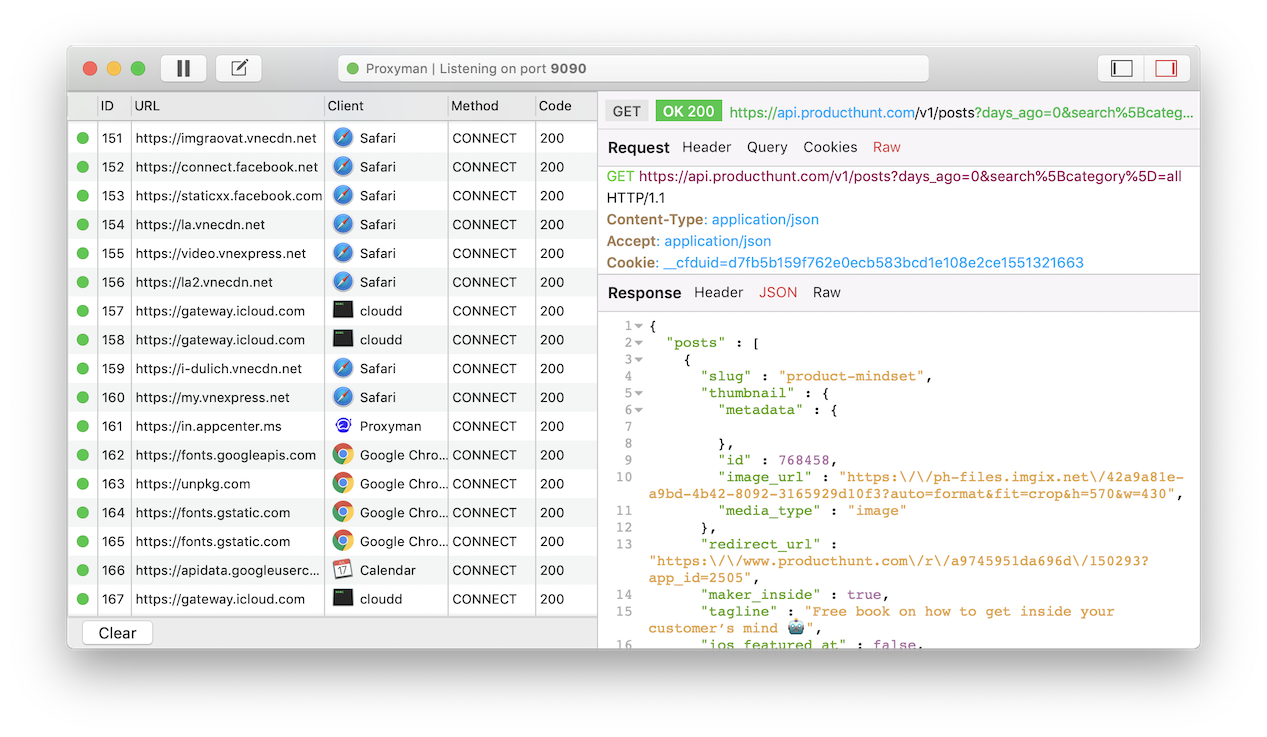 Proxyman | Listening on port 9090
ID URL Client Method Code
151 https://imgraovat.vnecdn.net Safari CONNECT 200
152 https://connect.facebook.net Safari CONNECT 200
153 https://staticxx.facebook.com Safari CONNECT 200
154 https://la.vnecdn.net Safari CONNECT 200
155 https://video.vnexpress.net Safari CONNECT 200
156 https://la2.vnecdn.net Safari CONNECT 200
157 https://gateway.icloud.com cloudd CONNECT 200
158 https://gateway.icloud.com cloudd CONNECT 200
159 https://i-dulich.vnecdn.net Safari CONNECT 200
160 https://my.vnexpress.net Safari CONNECT 200
161 https://in.appcenter.ms Proxyman CONNECT 200
162 https://fonts.googleapis.com Google Chro... CONNECT 200
163 https://unpkg.com Google Chro... CONNECT 200
164 https://fonts.gstatic.com Google Chro... CONNECT 200
165 https://fonts.gstatic.com Google Chro... CONNECT 200
166 https://apidata.googleuserc... 17 Calendar CONNECT 200
167 https://gateway.icloud.com cloudd CONNECT 200
Clear
GET OK 200 https://api.producthunt.com/v1/posts?days_ago=0&search%5Bcateg...
Request Header Query Cookies Raw
GET https://api.producthunt.com/v1/posts?days_ago=0&search%5Bcategory%5D=all
HTTP/1.1
Content-Type: application/json
Accept: application/json
Cookie: __cfduid=d7fb5b159f762e0ecb583bcd1e108e2ce1551321663
Response Header JSON Raw
1 {
2 "posts" : [
3 {
4 "slug" : "product-mindset",
5 "thumbnail" : {
6 "metadata" : {
7
8 },
9 "id" : 768458,
10 "image_url" : "https:\/\/ph-files.imgix.net\/42a9a81e-
a9bd-4b42-8092-3165929d10f3?auto=format&fit=crop&h=570&w=430",
11 "media_type" : "image"
12 },
13 "redirect_url" :
"https:\/\/www.producthunt.com\/r\/a9745951da696d\/150293?
app_id=2505",
14 "maker_inside" : true,
15 "tagline" : "Free book on how to get inside your
customer’s mind 🤖",
16 "ios_featured_at" : false,